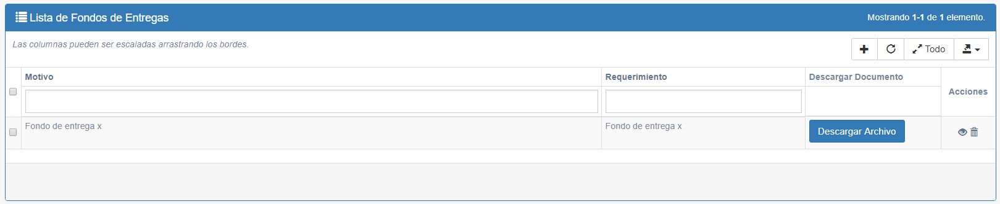 Lista de Fondos de Entregas
Mostrando 1-1 de 1 elemento.
Las columnas pueden ser escaladas arrastrando los bordes.
Todo
Motivo Requerimiento Descargar Documento
Acciones
Fondo de entrega x Fondo de entrega x Descargar Archivo